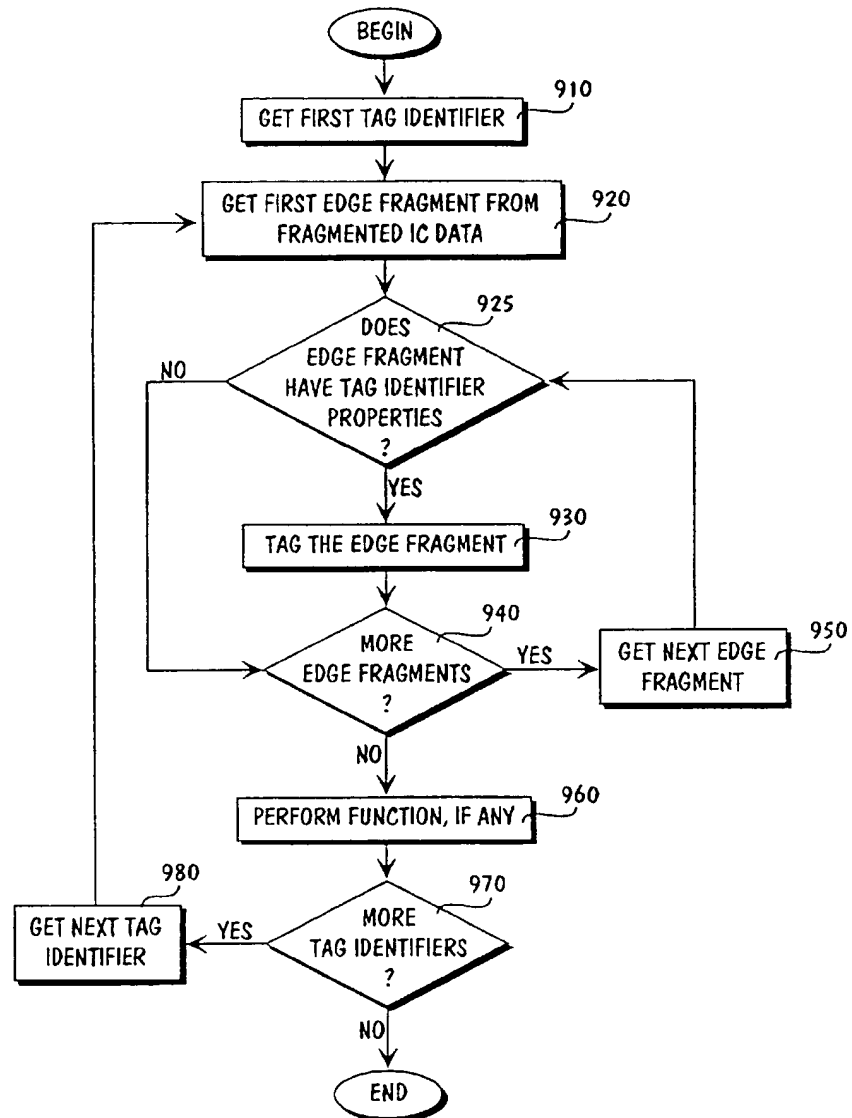 BEGIN
910
GET FIRST TAG IDENTIFIER
GET FIRST EDGE FRAGMENT FROM
FRAGMENTED IC DATA
920
925
DOES
EDGE FRAGMENT
HAVE TAG IDENTIFIER
PROPERTIES
?
NO
YES
TAG THE EDGE FRAGMENT
930
940
MORE
EDGE FRAGMENTS
?
YES
GET NEXT EDGE
FRAGMENT
950
NO
PERFORM FUNCTION, IF ANY
960
970
MORE
TAG IDENTIFIERS
?
YES
980
GET NEXT TAG
IDENTIFIER
NO
END